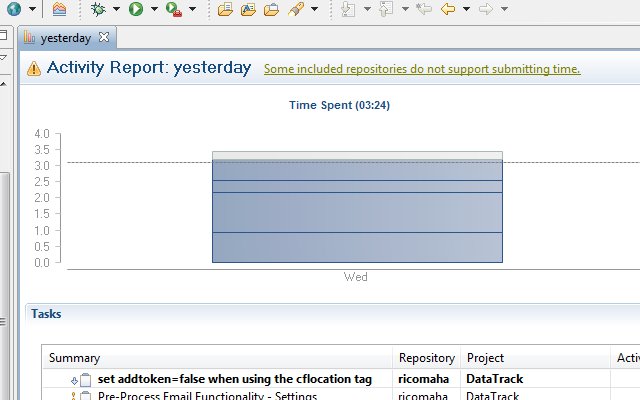 yesterday
Activity Report: yesterday Some included repositories do not support submitting time.
Time Spent (03:24)
4.0
3.5
3.0
2.5
2.0
1.5
1.0
0.5
0.0
Wed
Tasks
Summary Repository Project Activ
set addtoken=false when using the cflocation tag ricomaha DataTrack
Pre-Process Email Functionality - Settings ricomaha DataTrack